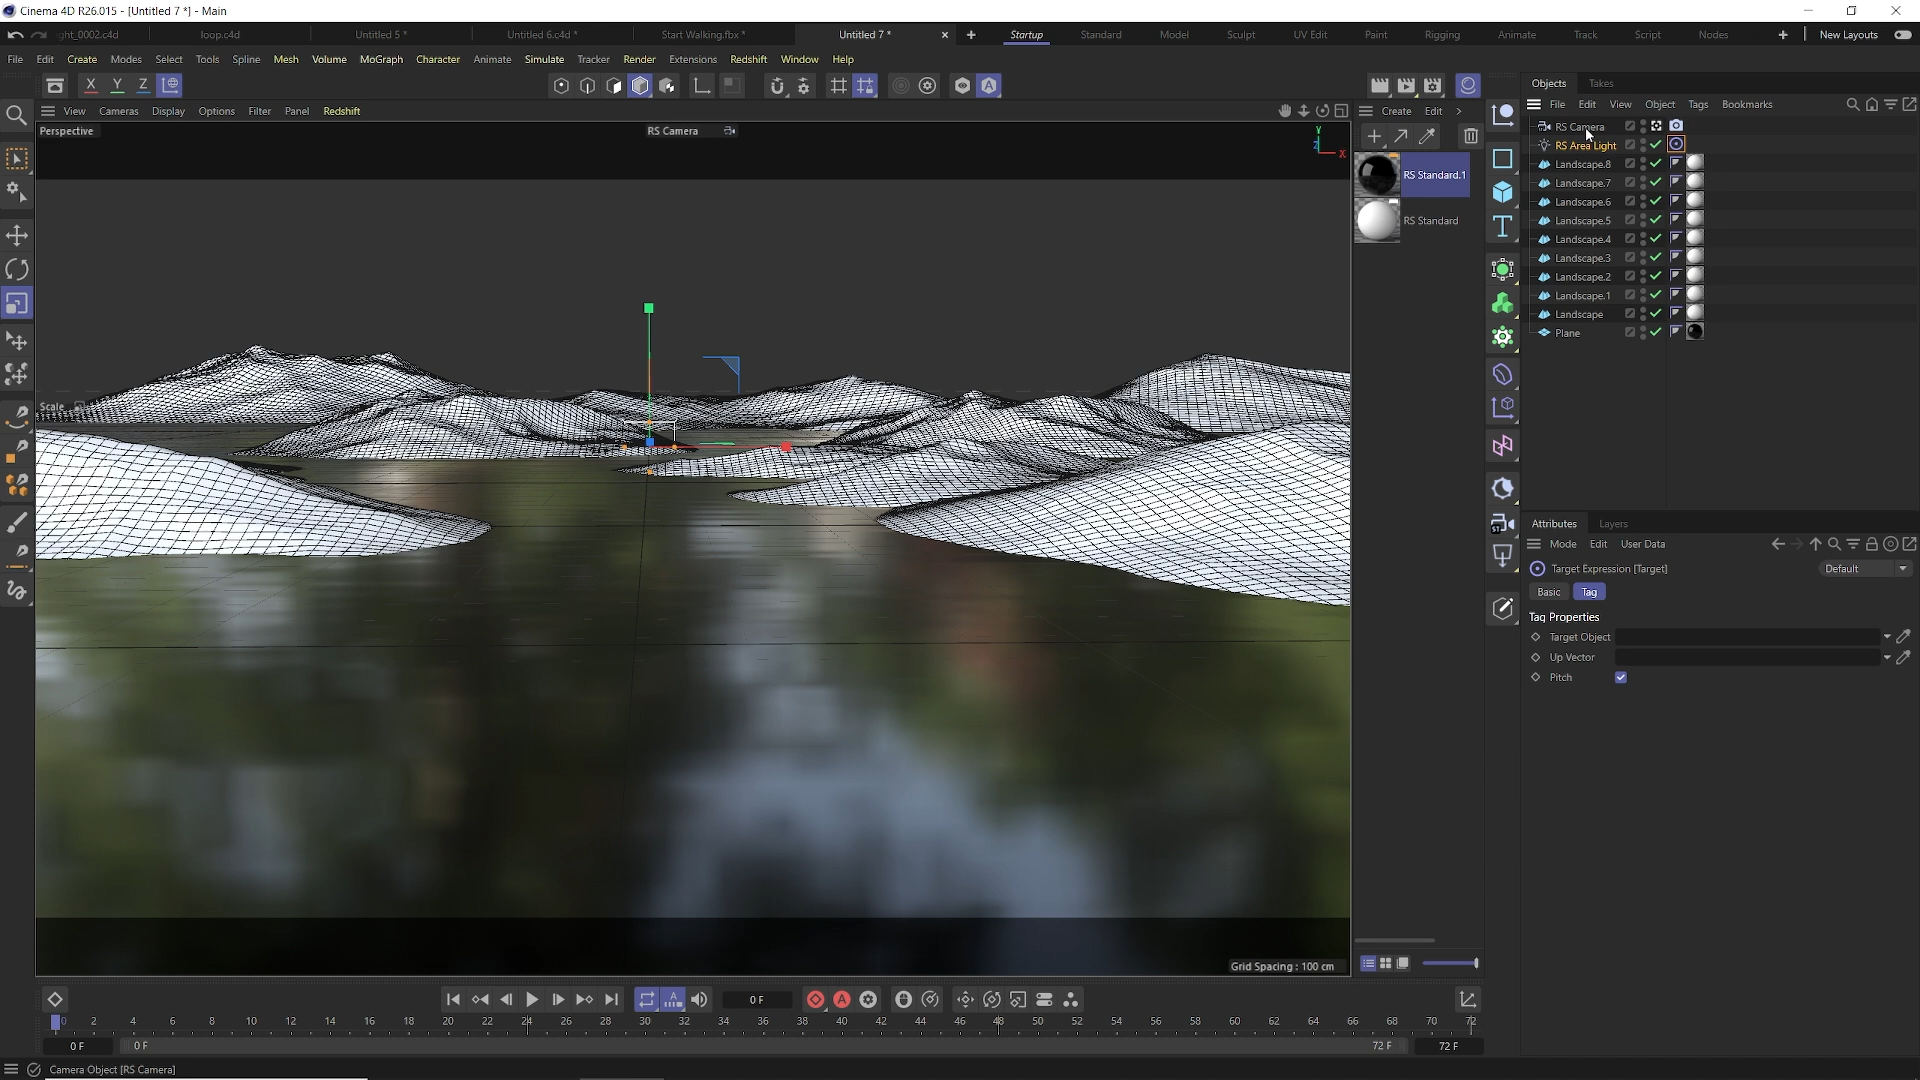 Cinema 4D R26.015 - [Untitled 7 *] - Main
ght_0002.c4d loop.c4d Untitled 5 * Untitled 6.c4d * Start Walking.fbx * Untitled 7 * Startup Standard Model Sculpt UV Edit Paint Rigging Animate Track Script Nodes New Layouts
File Edit Create Modes Select Tools Spline Mesh Volume MoGraph Character Animate Simulate Tracker Render Extensions Redshift Window Help
X Y Z
Objects Takes
View Cameras Display Options Filter Panel Redshift
Create Edit
File Edit View Object Tags Bookmarks
Perspective
RS Camera
Y
Z X
RS Standard.1
RS Standard
RS Camera
RS Area Light
Landscape.8
Landscape.7
Landscape.6
Landscape.5
Landscape.4
Landscape.3
Landscape.2
Landscape.1
Landscape
Plane
Scale
Attributes Layers
Mode Edit User Data
Target Expression [Target] Default
Basic Tag
Tag Properties
Target Object
Up Vector
Pitch
Grid Spacing : 100 cm
0 F
0 2 4 6 8 10 12 14 16 18 20 22 24 26 28 30 32 34 36 38 40 42 44 46 48 50 52 54 56 58 60 62 64 66 68 70 72
0 F 0 F 72 F 72 F
Camera Object [RS Camera]